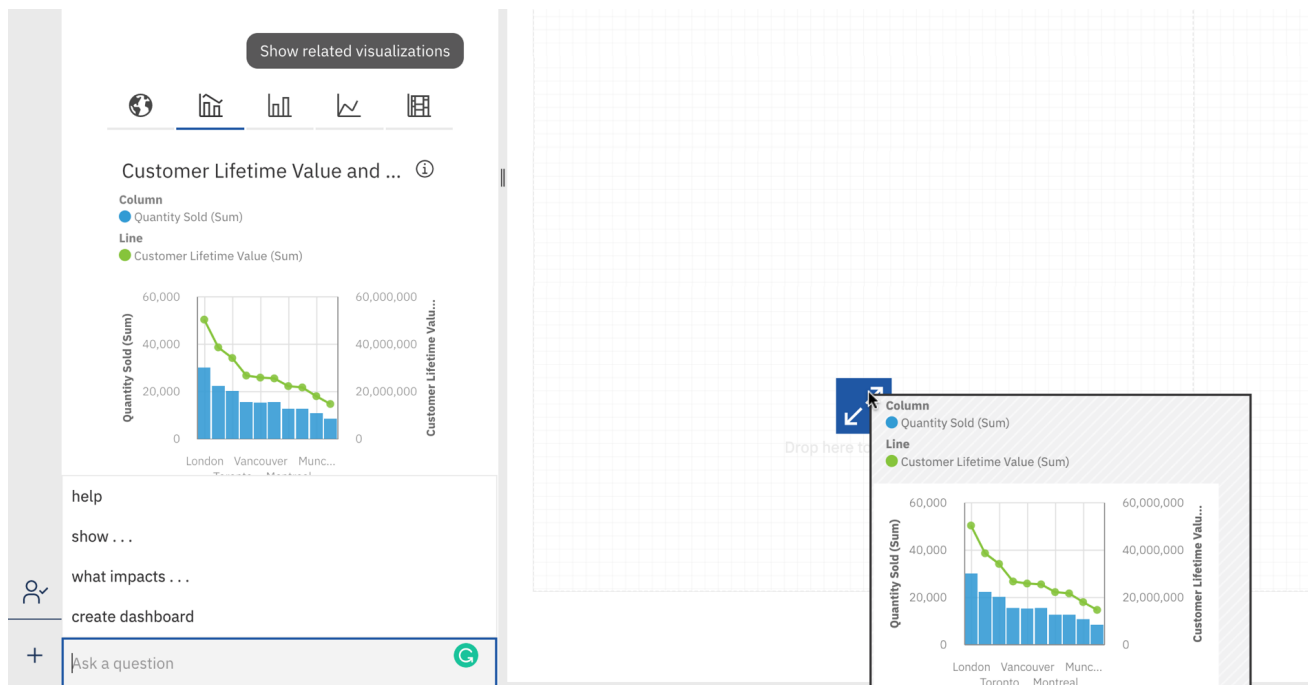 Show related visualizations
Customer Lifetime Value and ...
Column
Quantity Sold (Sum)
Line
Customer Lifetime Value (Sum)
60,000
60,000,000
40,000
40,000,000
20,000
20,000,000
0
0
Quantity Sold (Sum)
Customer Lifetime Valu...
London Vancouver Munc...
Toronto Montreal
help
show . . .
what impacts . . .
create dashboard
Ask a question
Drop here to
Column
Quantity Sold (Sum)
Line
Customer Lifetime Value (Sum)
60,000
60,000,000
40,000
40,000,000
20,000
20,000,000
0
0
Quantity Sold (Sum)
Customer Lifetime Valu...
London Vancouver Munc...
Toronto Montreal